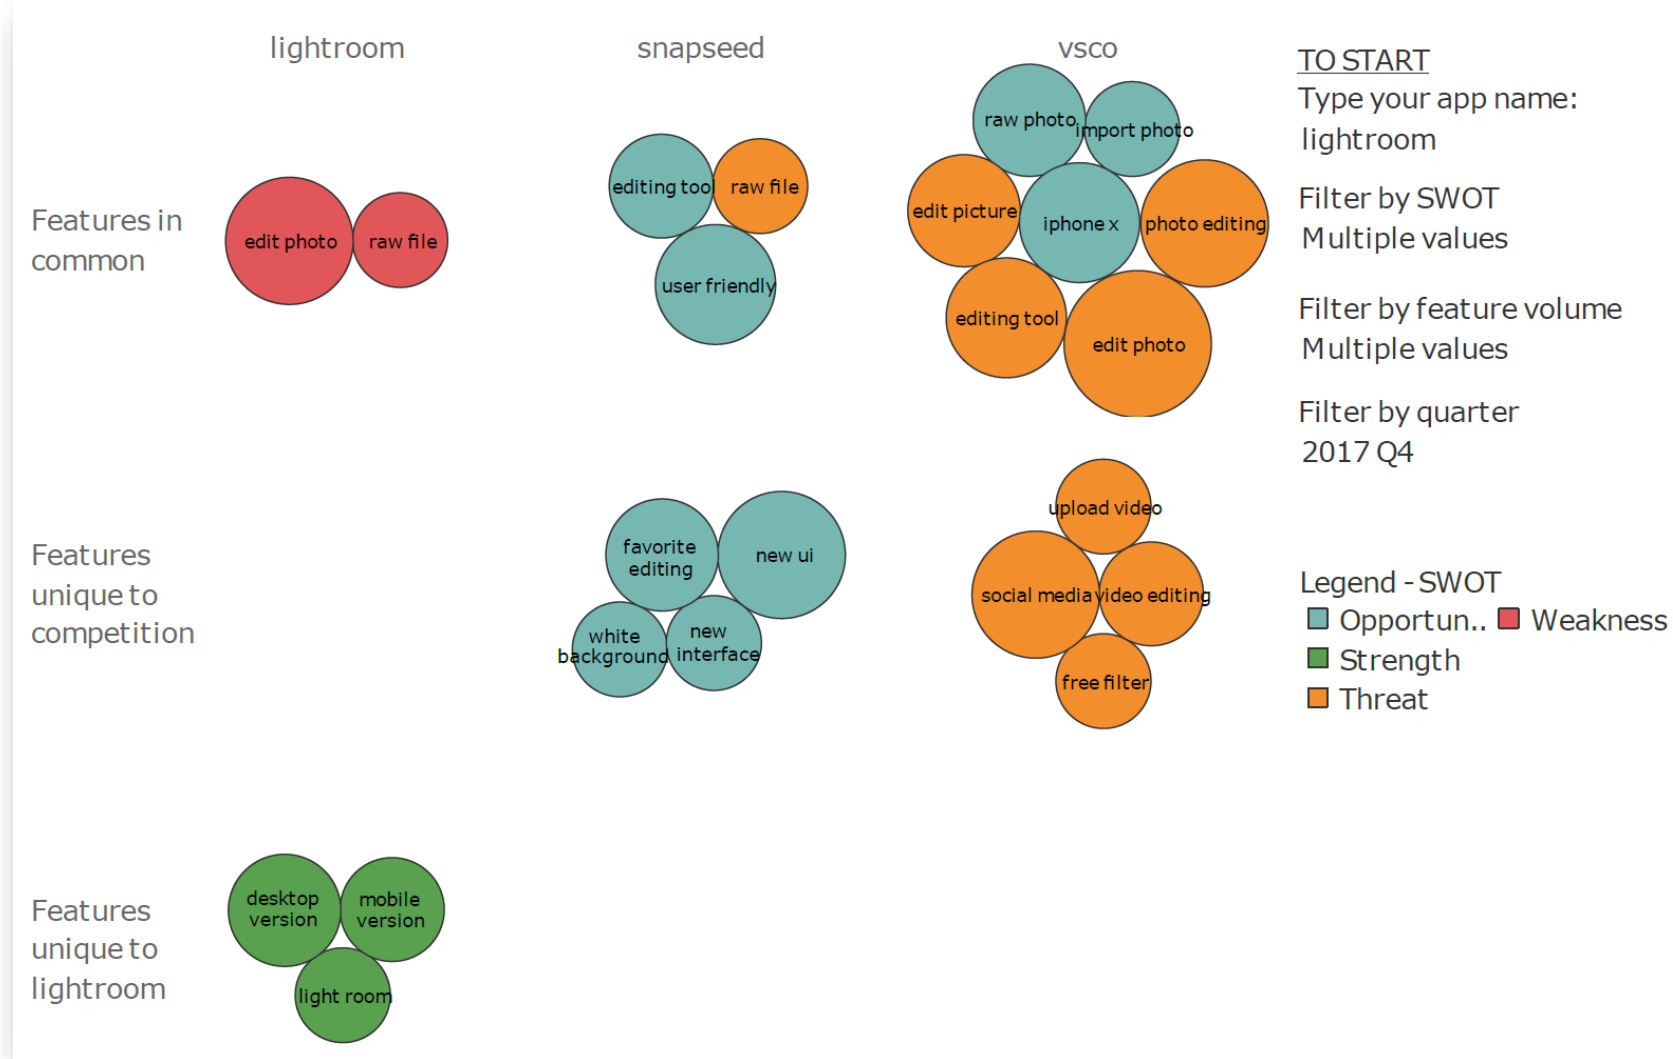 lightroom
snapseed
vsco
Features in
common
edit photo
raw file
editing tool
raw file
user friendly
raw photo
import photo
edit picture
iphone x
photo editing
editing tool
edit photo
Features
unique to
competition
favorite
editing
new ui
white
background
new
interface
upload video
social media
video editing
free filter
Features
unique to
lightroom
desktop
version
mobile
version
light room
TO START
Type your app name:
lightroom
Filter by SWOT
Multiple values
Filter by feature volume
Multiple values
Filter by quarter
2017 Q4
Legend - SWOT
Opportun.. Weakness
Strength
Threat